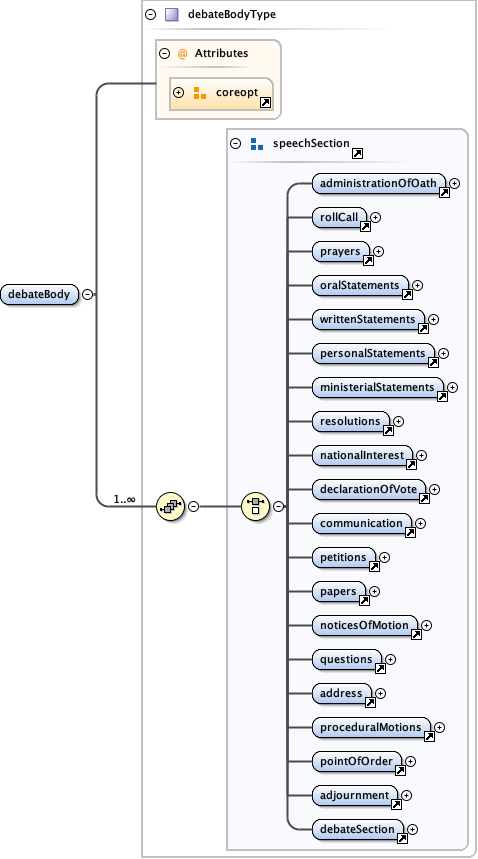 debateBodyType
@ Attributes
coreopt
speechSection
administrationOfOath
rollCall
prayers
oralStatements
debateBody
writtenStatements
personalStatements
ministerialStatements
resolutions
nationalInterest
declarationOfVote
1..∞
communication
petitions
papers
noticesOfMotion
questions
address
proceduralMotions
pointOfOrder
adjournment
debateSection